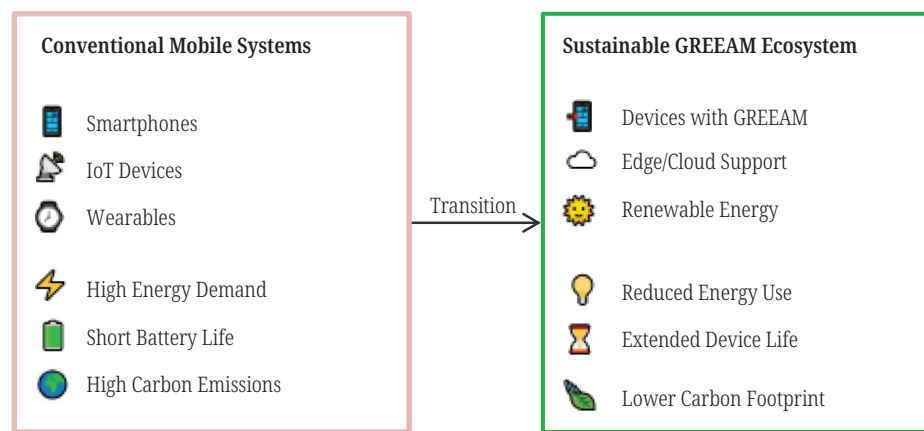 Conventional Mobile Systems
Smartphones
IoT Devices
Wearables
High Energy Demand
Short Battery Life
High Carbon Emissions
Transition
Sustainable GREEAM Ecosystem
Devices with GREEAM
Edge/Cloud Support
Renewable Energy
Reduced Energy Use
Extended Device Life
Lower Carbon Footprint